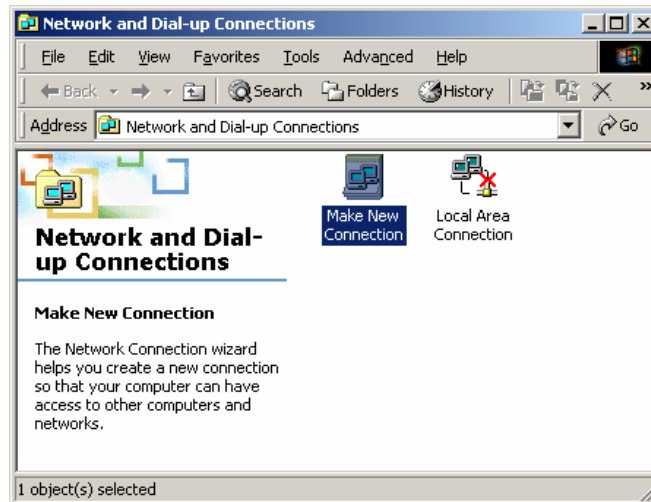 Network and Dial-up Connections
File Edit View Favorites Tools Advanced Help
Back Search Folders History »
Address Network and Dial-up Connections Go
Make New Connection
Local Area Connection
Network and Dial-
up Connections
Make New Connection
The Network Connection wizard
helps you create a new connection
so that your computer can have
access to other computers and
networks.
1 object(s) selected